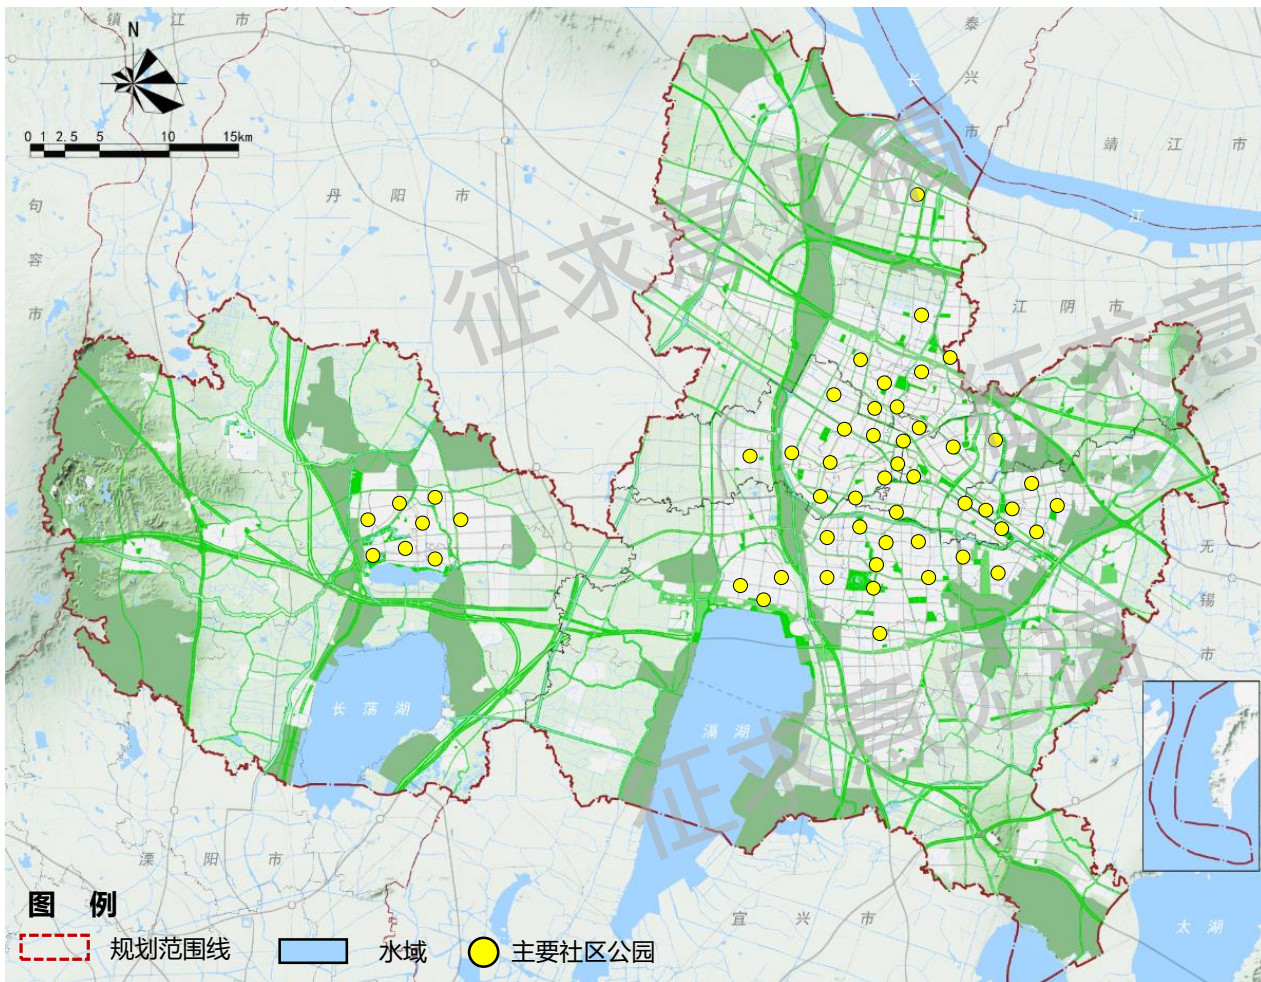 镇江市
N
0 1 2.5 5 10 15km
句容市
丹阳市
泰兴市
长
江
靖江市
江阴市
无锡市
长荡湖
滆湖
溧阳市
宜兴市
太湖
征求意见稿
征求意见
征求意见稿
图 例
规划范围线
水域
主要社区公园